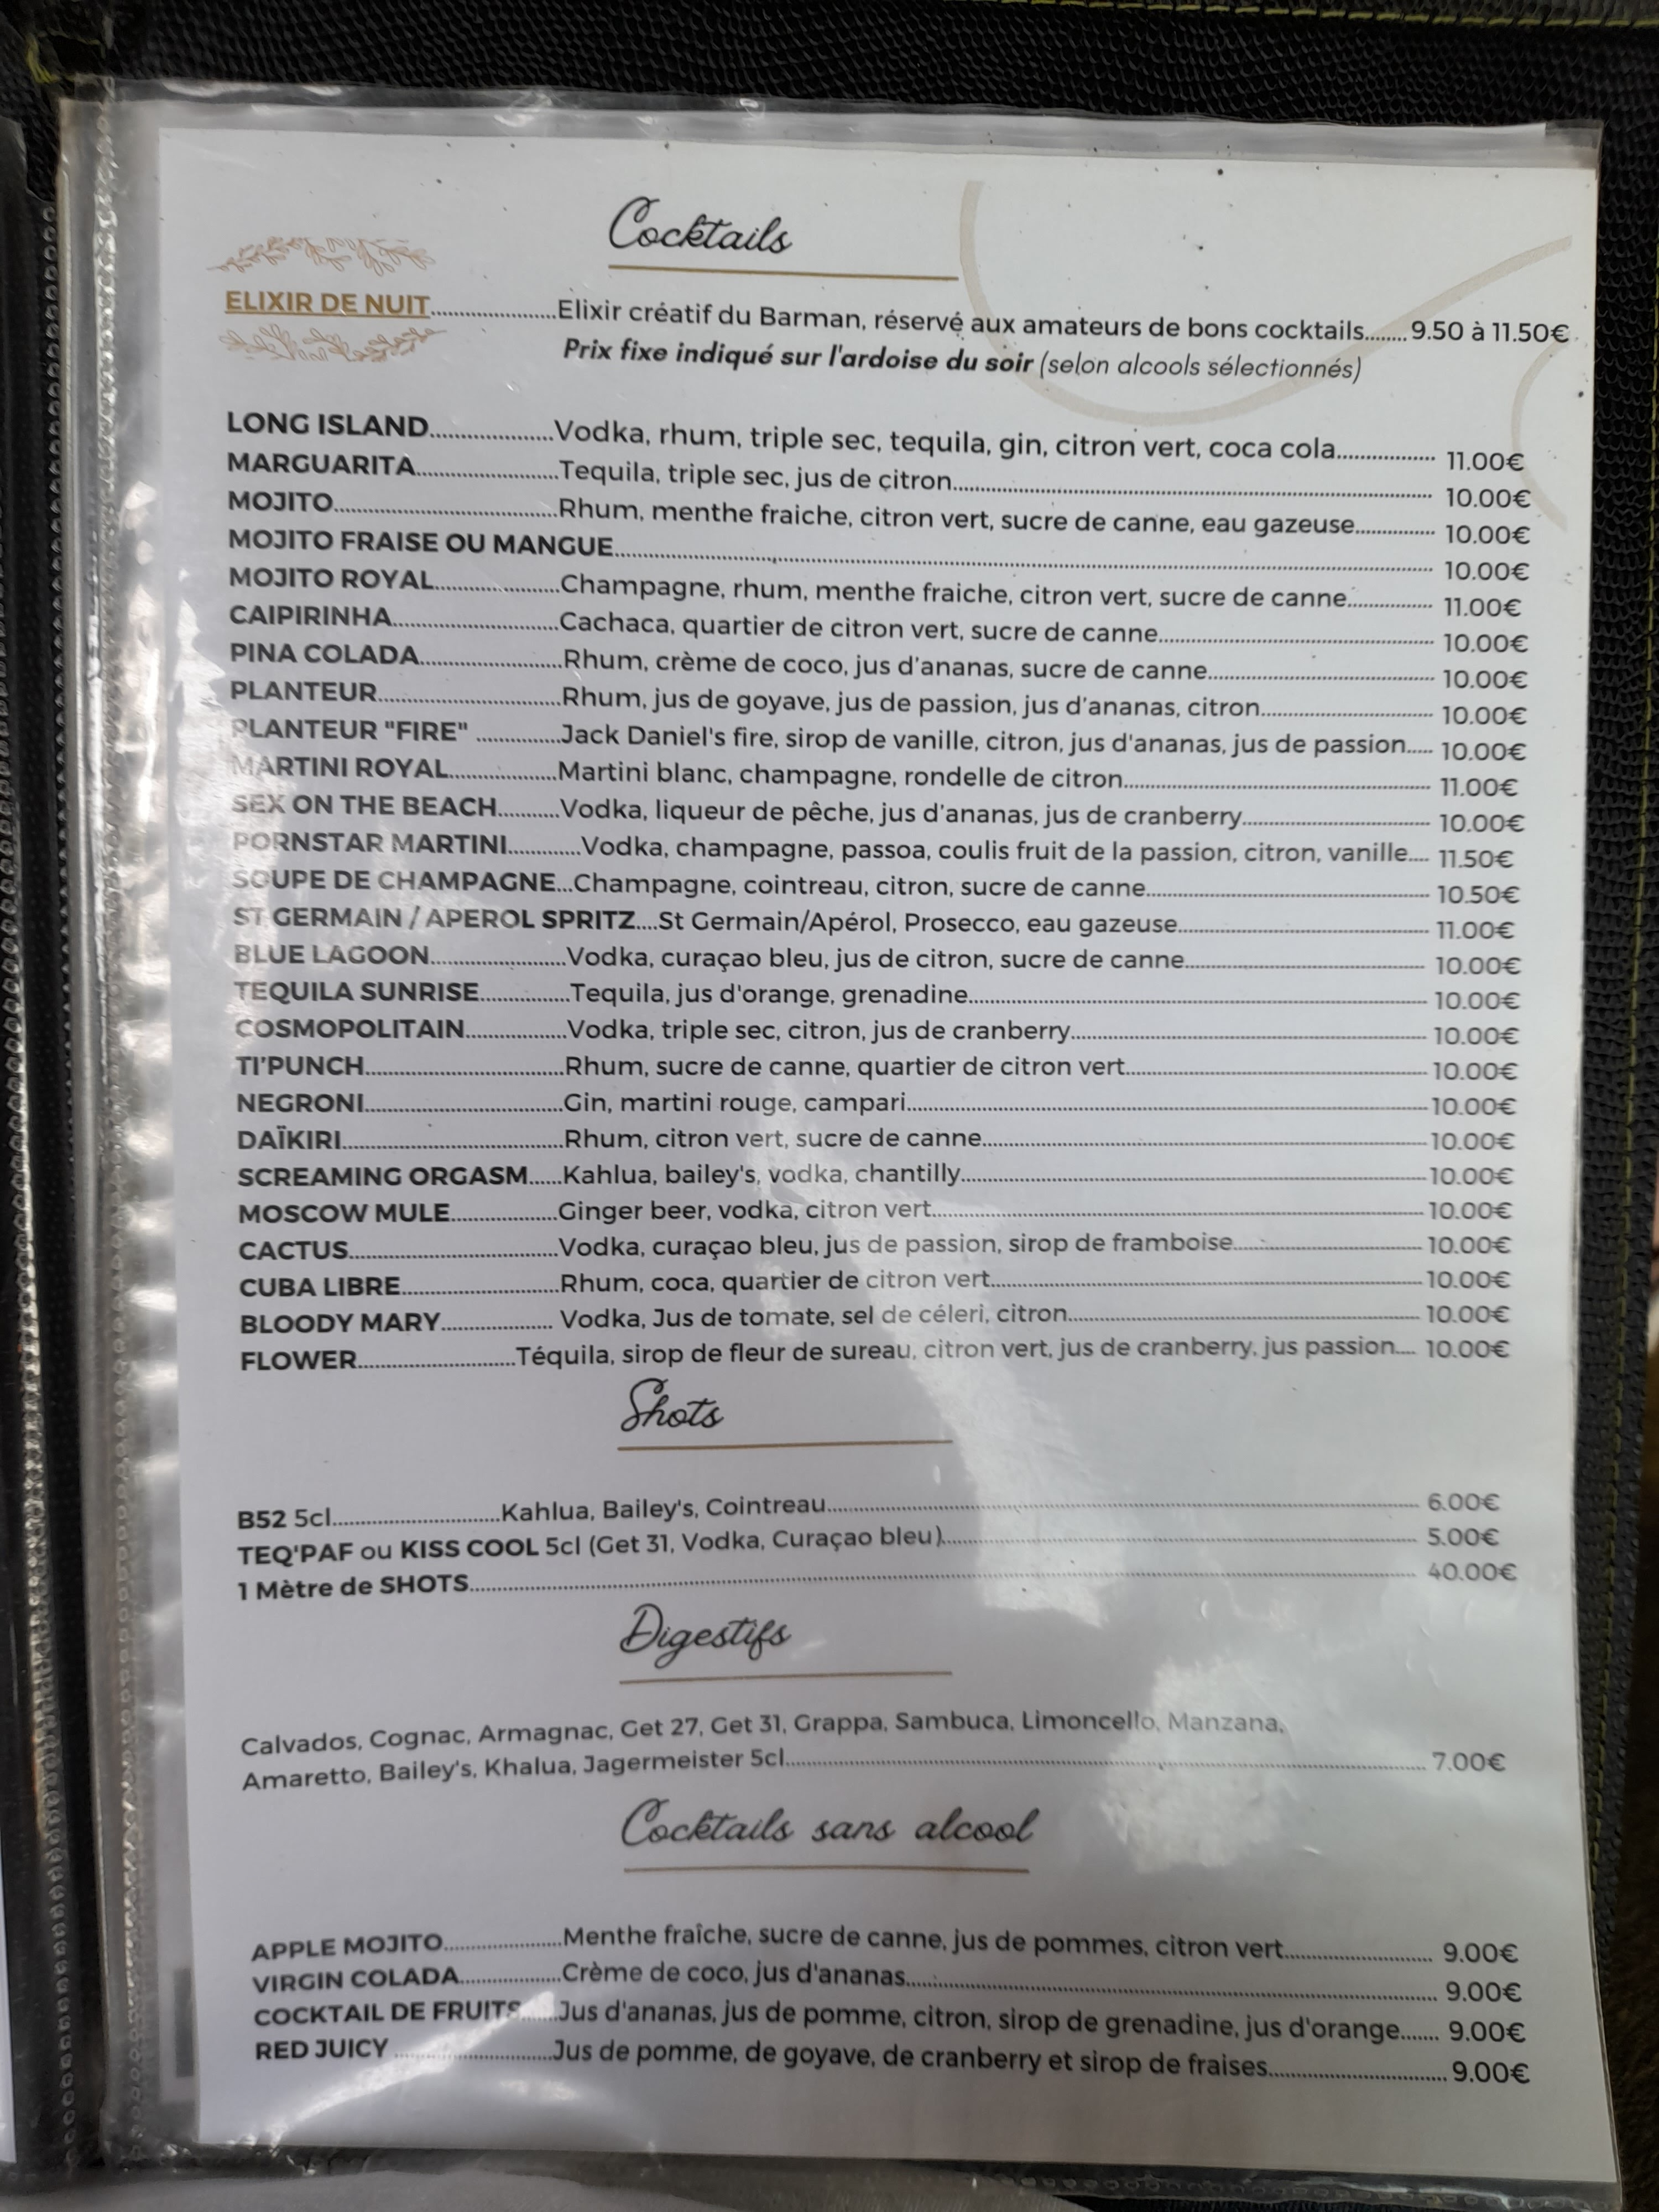 Cocktails
ELIXIR DE NUIT....................Elixir créatif du Barman, réservé aux amateurs de bons cocktails........9.50 à 11.50€
Prix fixe indiqué sur l'ardoise du soir (selon alcools sélectionnés)
LONG ISLAND....................Vodka, rhum, triple sec, tequila, gin, citron vert, coca cola................ 11.00€
MARGUARITA.......................Tequila, triple sec, jus de citron................ 10.00€
MOJITO....................Rhum, menthe fraiche, citron vert, sucre de canne, eau gazeuse.............. 10.00€
MOJITO FRAISE OU MANGUE.................... 10.00€
MOJITO ROYAL....................Champagne, rhum, menthe fraiche, citron vert, sucre de canne.............. 11.00€
CAIPIRINHA....................Cachaca, quartier de citron vert, sucre de canne.................... 10.00€
PINA COLADA....................Rhum, crème de coco, jus d'ananas, sucre de canne.................... 10.00€
PLANTEUR....................Rhum, jus de goyave, jus de passion, jus d'ananas, citron.................... 10.00€
PLANTEUR "FIRE" ..............Jack Daniel's fire, sirop de vanille, citron, jus d'ananas, jus de passion..... 10.00€
MARTINI ROYAL..................Martini blanc, champagne, rondelle de citron.................... 11.00€
SEX ON THE BEACH...........Vodka, liqueur de pêche, jus d'ananas, jus de cranberry.................... 10.00€
PORNSTAR MARTINI............Vodka, champagne, passoa, coulis fruit de la passion, citron, vanille.... 11.50€
SOUPE DE CHAMPAGNE...Champagne, cointreau, citron, sucre de canne.................... 10.50€
ST GERMAIN / APEROL SPRITZ....St Germain/Apérol, Prosecco, eau gazeuse.................... 11.00€
BLUE LAGOON....................Vodka, curaçao bleu, jus de citron, sucre de canne.................... 10.00€
TEQUILA SUNRISE...............Tequila, jus d'orange, grenadine.................... 10.00€
COSMOPOLITAIN.................Vodka, triple sec, citron, jus de cranberry.................... 10.00€
TI'PUNCH....................Rhum, sucre de canne, quartier de citron vert.................... 10.00€
NEGRONI....................Gin, martini rouge, campari.................... 10.00€
DAÏKIRI....................Rhum, citron vert, sucre de canne.................... 10.00€
SCREAMING ORGASM......Kahlua, bailey's, vodka, chantilly.................... 10.00€
MOSCOW MULE..................Ginger beer, vodka, citron vert.................... 10.00€
CACTUS....................Vodka, curaçao bleu, jus de passion, sirop de framboise.................... 10.00€
CUBA LIBRE....................Rhum, coca, quartier de citron vert.................... 10.00€
BLOODY MARY................... Vodka, Jus de tomate, sel de céleri, citron.................... 10.00€
FLOWER....................Téquila, sirop de fleur de sureau, citron vert, jus de cranberry, jus passion.... 10.00€
Shots
B52 5cl....................Kahlua, Bailey's, Cointreau.................... 6.00€
TEQ'PAF ou KISS COOL 5cl (Get 31, Vodka, Curaçao bleu).................... 5.00€
1 Mètre de SHOTS.................... 40.00€
Digestifs
Calvados, Cognac, Armagnac, Get 27, Get 31, Grappa, Sambuca, Limoncello, Manzana,
Amaretto, Bailey's, Khalua, Jagermeister 5cl.................... 7.00€
Cocktails sans alcool
APPLE MOJITO....................Menthe fraîche, sucre de canne, jus de pommes, citron vert.................... 9.00€
VIRGIN COLADA.................Crème de coco, jus d'ananas.................... 9.00€
COCKTAIL DE FRUITS......Jus d'ananas, jus de pomme, citron, sirop de grenadine, jus d'orange....... 9.00€
RED JUICY ....................Jus de pomme, de goyave, de cranberry et sirop de fraises.................... 9.00€